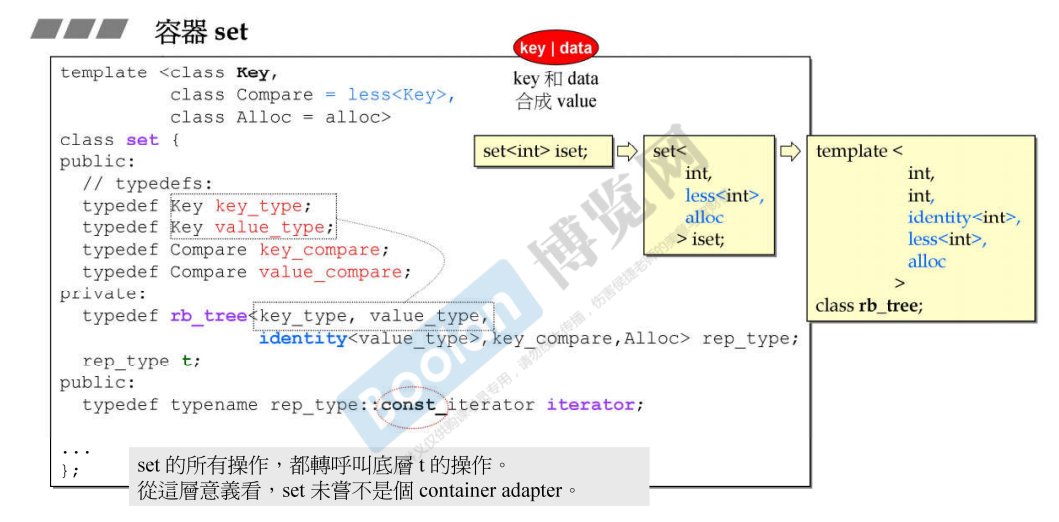 容器 set
key | data
key 和 data
合成 value
template <class Key,
class Compare = less<Key>,
class Alloc = alloc>
class set {
public:
// typedefs:
typedef Key key_type;
typedef Key value_type;
typedef Compare key_compare;
typedef Compare value_compare;
private:
typedef rb_tree<key_type, value_type,
identity<value_type>,key_compare,Alloc> rep_type;
rep_type t;
public:
typedef typename rep_type::const_iterator iterator;
...
};
set<int> iset;
set<
int,
less<int>,
alloc
> iset;
template <
int,
int,
identity<int>,
less<int>,
alloc
>
class rb_tree;
set 的所有操作，都轉呼叫底層 t 的操作。
從這層意義看，set 未嘗不是個 container adapter。
Boolan 博览网